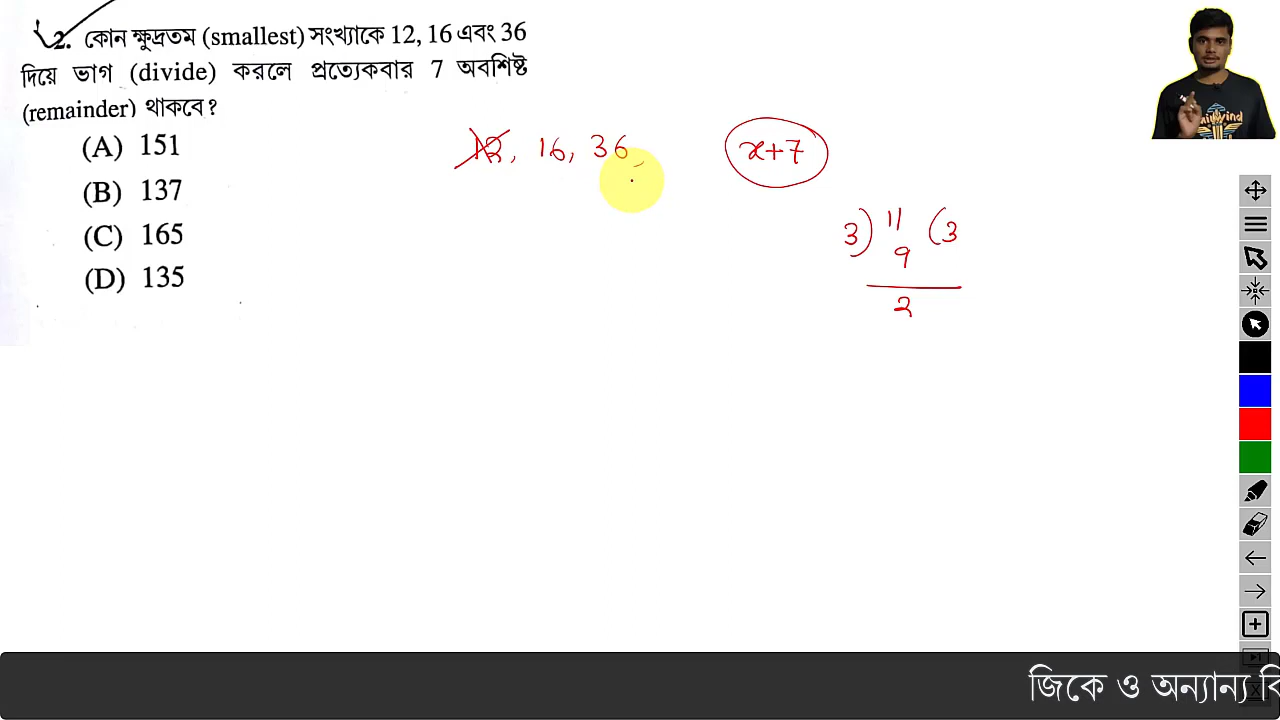 2. কোন ক্ষুদ্রতম (smallest) সংখ্যাকে 12, 16 এবং 36
দিয়ে ভাগ (divide) করলে প্রত্যেকবার 7 অবশিষ্ট
(remainder) থাকবে?
(A) 151
(B) 137
(C) 165
(D) 135
12, 16, 36,
x+7
3) 11 (3
9
2
জিকে ও অন্যান্য